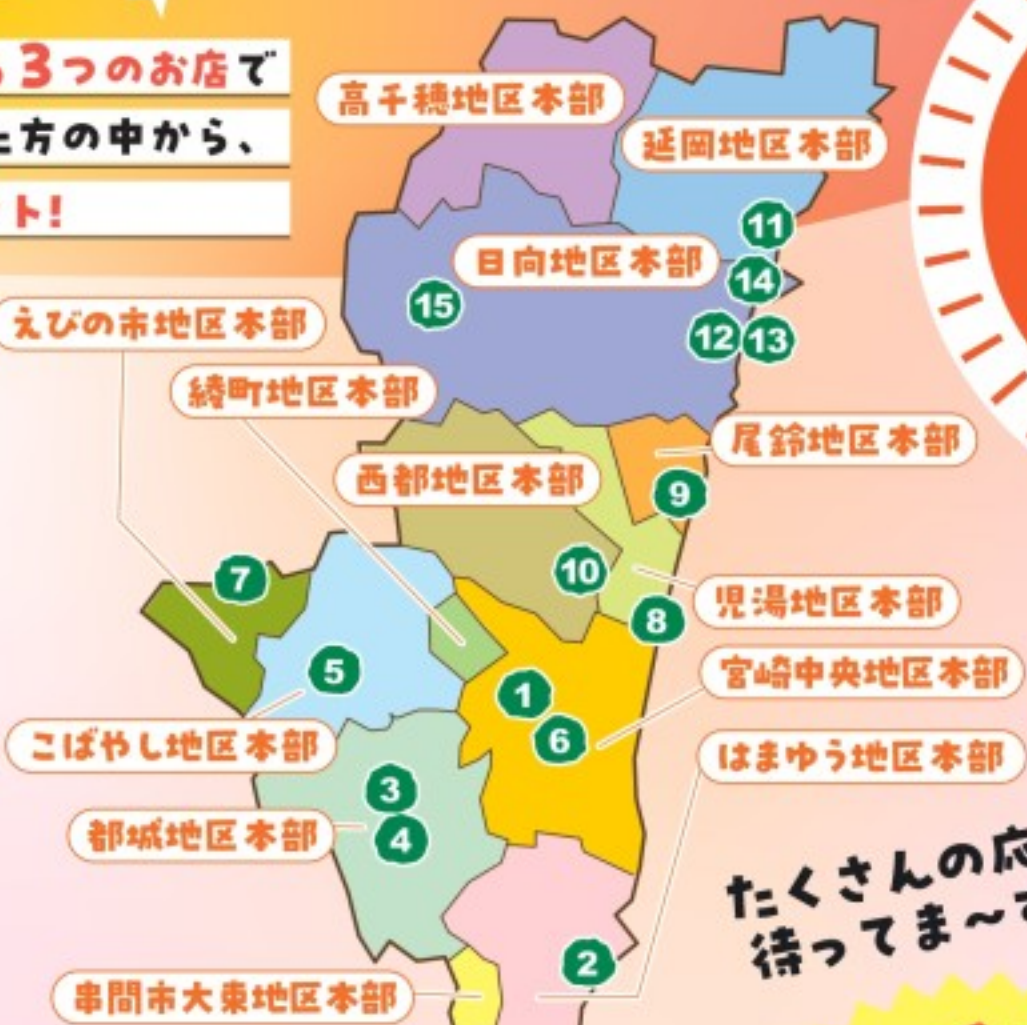 3つのお店で
方の中から、
ト!
高千穂地区本部
延岡地区本部
11
日向地区本部
14
15
12 13
えびの市地区本部
綾町地区本部
尾鈴地区本部
西都地区本部
9
7
10
児湯地区本部
8
5
1
宮崎中央地区本部
6
こばやし地区本部
はまゆう地区本部
3
都城地区本部
4
たくさんの応
待ってま〜す
2
串間市大東地区本部